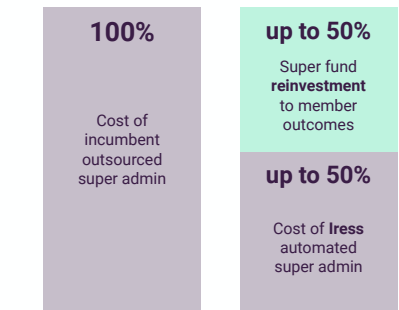 100%
Cost of
incumbent
outsourced
super admin
up to 50%
Super fund
reinvestment
to member
outcomes
up to 50%
Cost of Iress
automated
super admin